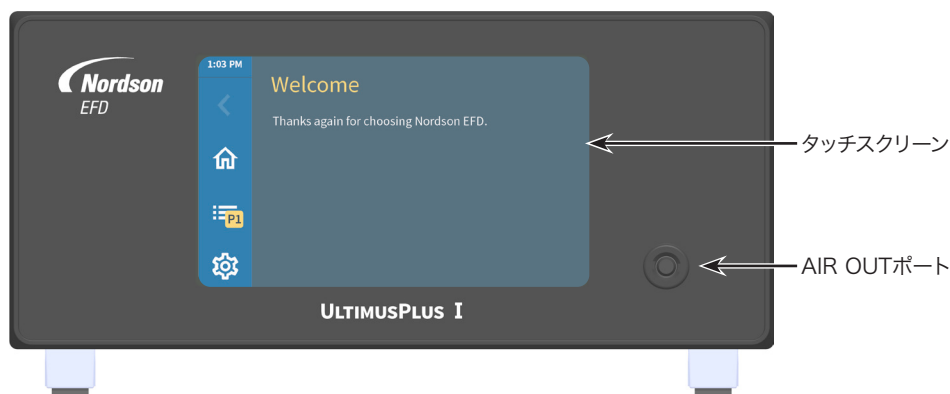 Nordson
EFD
1:03 PM
Welcome
Thanks again for choosing Nordson EFD.
P1
ULTIMUSPLUS I
タッチスクリーン
AIR OUTポート